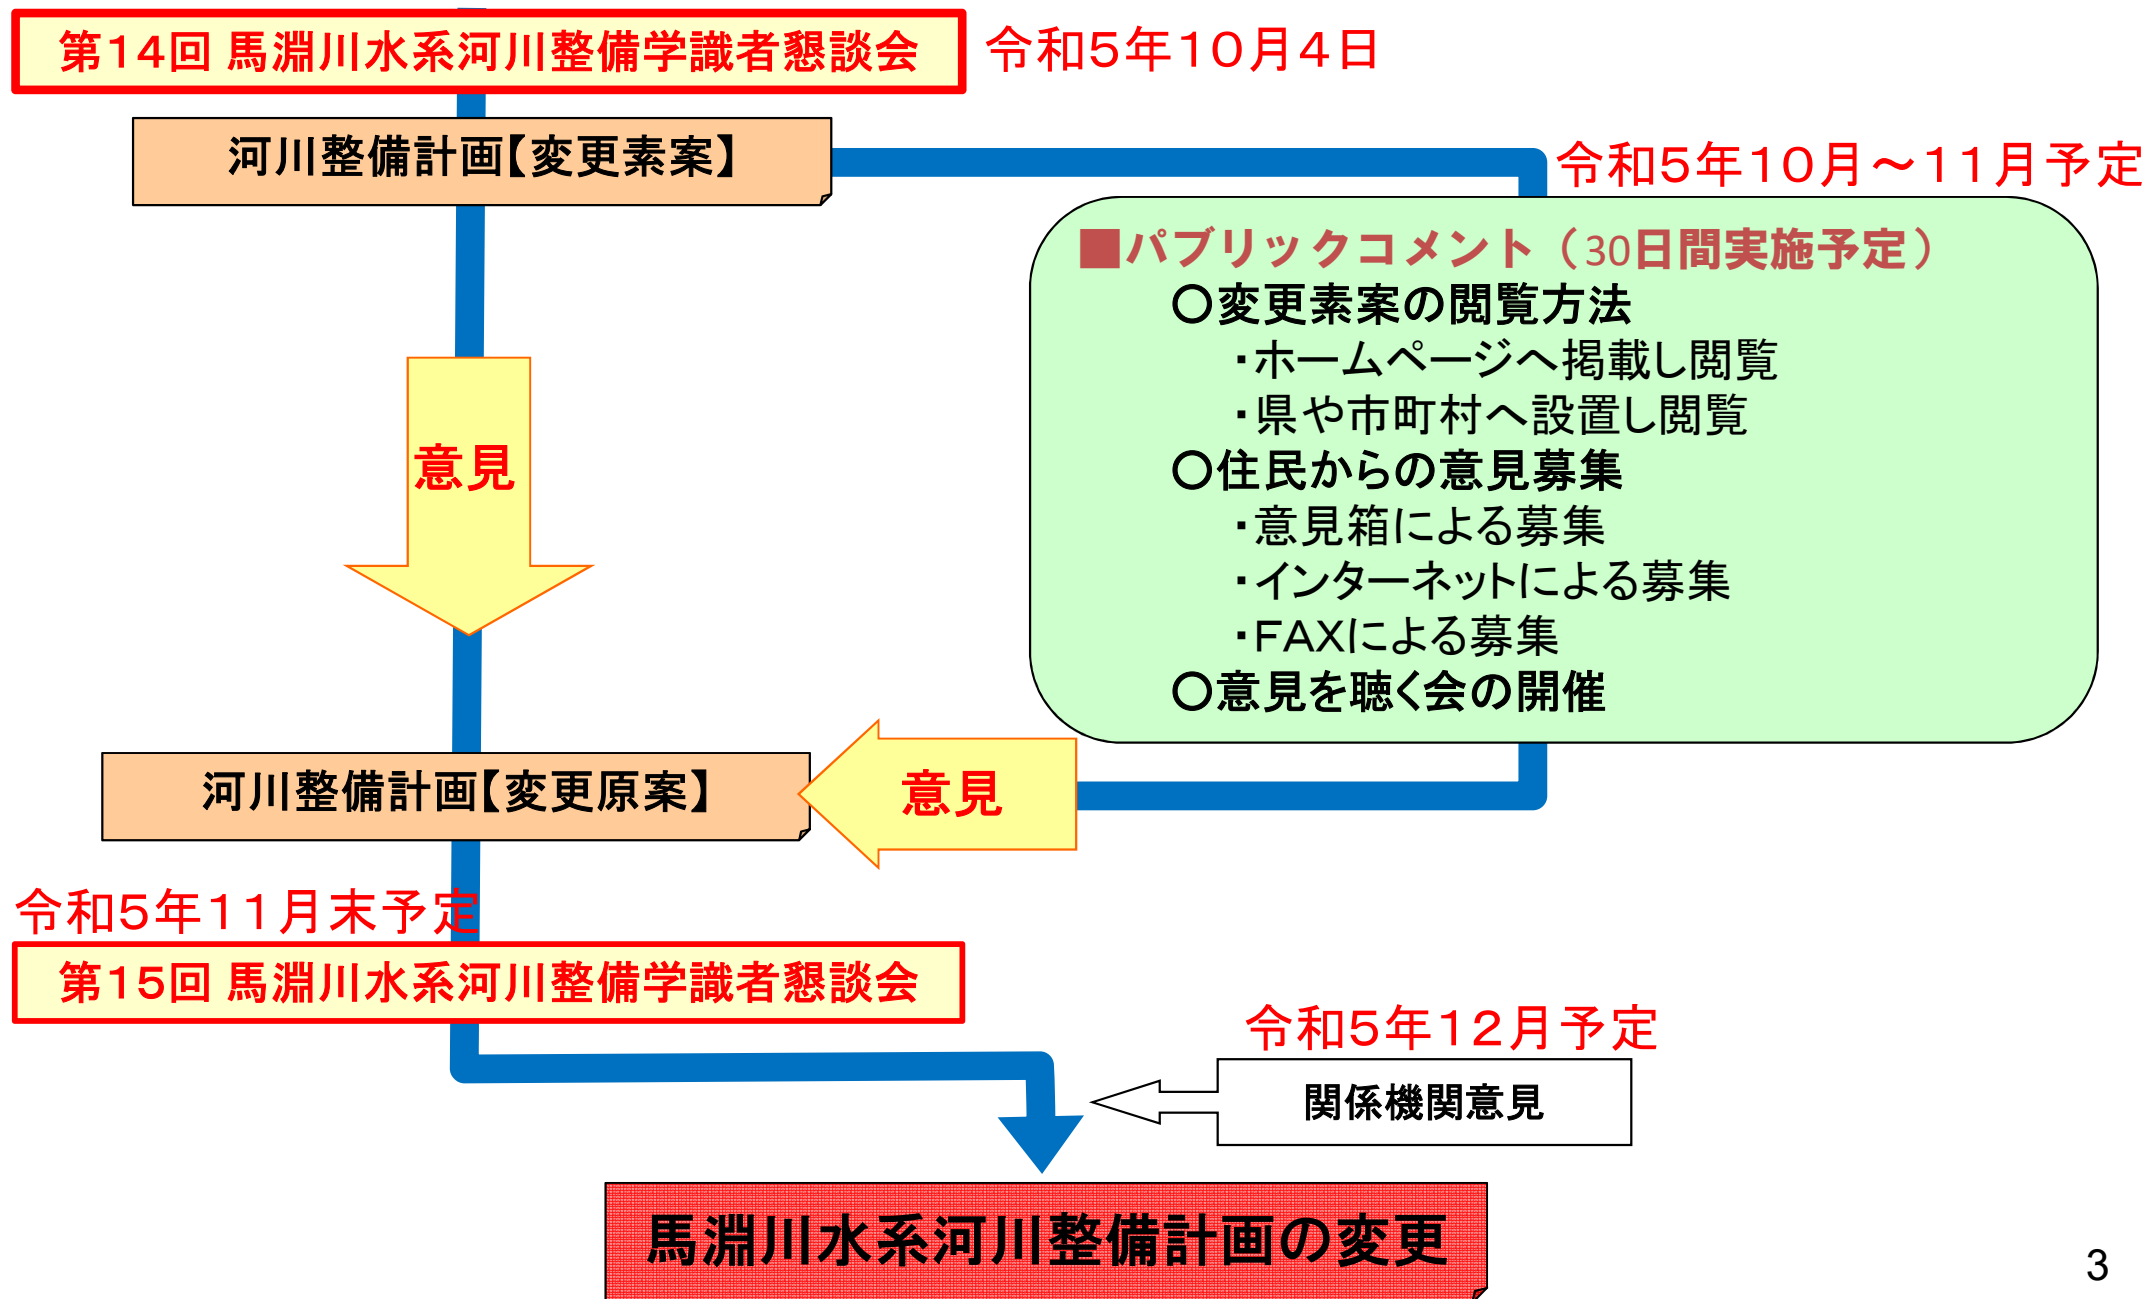 第１４回 馬淵川水系河川整備学識者懇談会
令和５年１０月４日
河川整備計画【変更素案】
令和５年１０月～１１月予定
■パブリックコメント（30日間実施予定）
〇変更素案の閲覧方法
・ホームページへ掲載し閲覧
・県や市町村へ設置し閲覧
〇住民からの意見募集
・意見箱による募集
・インターネットによる募集
・FAXによる募集
〇意見を聴く会の開催
意見
河川整備計画【変更原案】
意見
令和５年１１月末予定
第１５回 馬淵川水系河川整備学識者懇談会
令和５年１２月予定
関係機関意見
馬淵川水系河川整備計画の変更
3